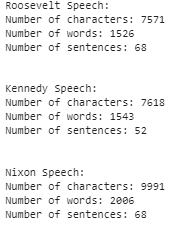 Roosevelt Speech:
Number of characters: 7571
Number of words: 1526
Number of sentences: 68
Kennedy Speech:
Number of characters: 7618
Number of words: 1543
Number of sentences: 52
Nixon Speech:
Number of characters: 9991
Number of words: 2006
Number of sentences: 68